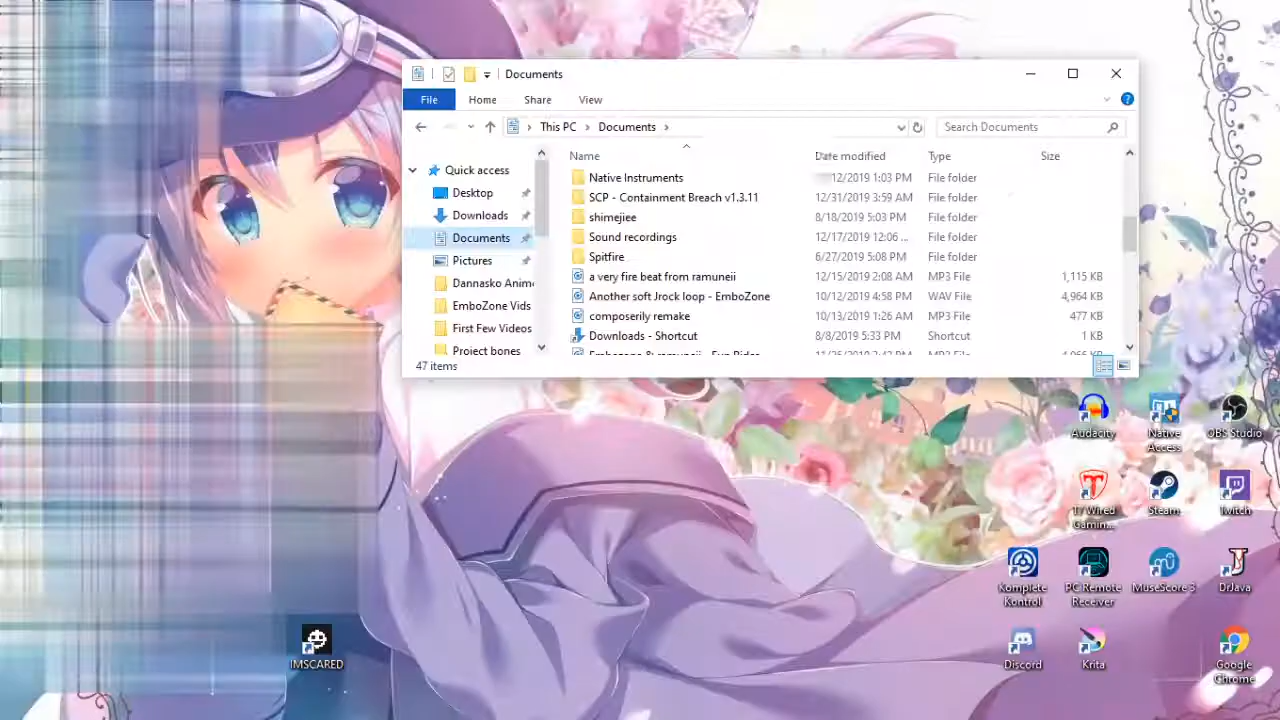 Documents
File Home Share View
This PC Documents
Search Documents
Name Date modified Type Size
Quick access
Desktop
Downloads
Documents
Pictures
Dannasko Anime
EmboZone Vids
First Few Videos
Project bones
Native Instruments 12/2019 1:03 PM File folder
SCP - Containment Breach v1.3.11 12/31/2019 3:59 AM File folder
shimejiee 8/18/2019 5:03 PM File folder
Sound recordings 12/17/2019 12:06 ... File folder
Spitfire 6/27/2019 5:08 PM File folder
a very fire beat from ramuneii 12/15/2019 2:08 AM MP3 File 1,115 KB
Another soft Jrock loop - EmboZone 10/12/2019 4:58 PM WAV File 4,964 KB
composerily remake 10/13/2019 1:26 AM MP3 File 477 KB
Downloads - Shortcut 8/8/2019 5:33 PM Shortcut 1 KB
47 items
Audacity
Native
Access
OBS Studio
Steam
Twitch
Komplete
Kontrol
PC Remote
Receiver
MuseScore 3
DrJava
IMSCARED
Discord
Krita
Google
Chrome